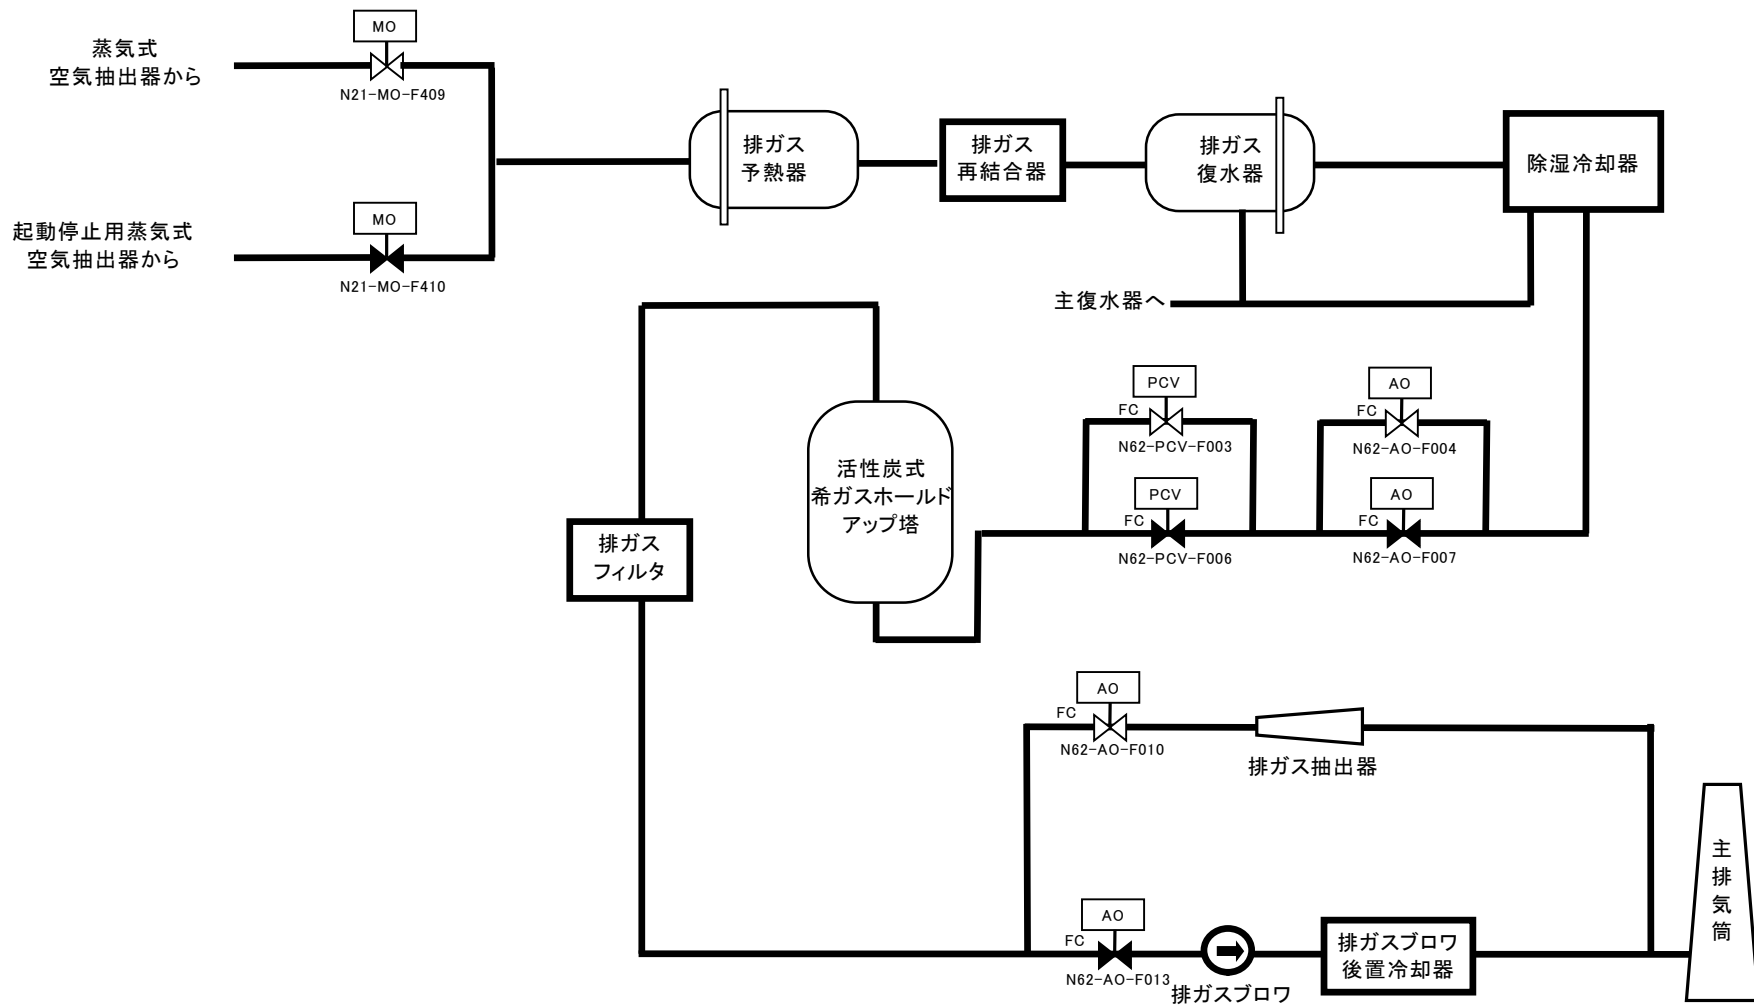 MO
蒸気式
空気抽出器から
N21-MO-F409
MO
起動停止用蒸気式
空気抽出器から
N21-MO-F410
排ガス
予熱器
排ガス
再結合器
排ガス
復水器
除湿冷却器
主復水器へ
PCV
FC
N62-PCV-F003
AO
FC
N62-AO-F004
PCV
FC
N62-PCV-F006
AO
FC
N62-AO-F007
活性炭式
希ガスホールド
アップ塔
排ガス
フィルタ
AO
FC
N62-AO-F010
排ガス抽出器
AO
FC
N62-AO-F013
排ガスブロワ
排ガスブロワ
後置冷却器
主
排
気
筒